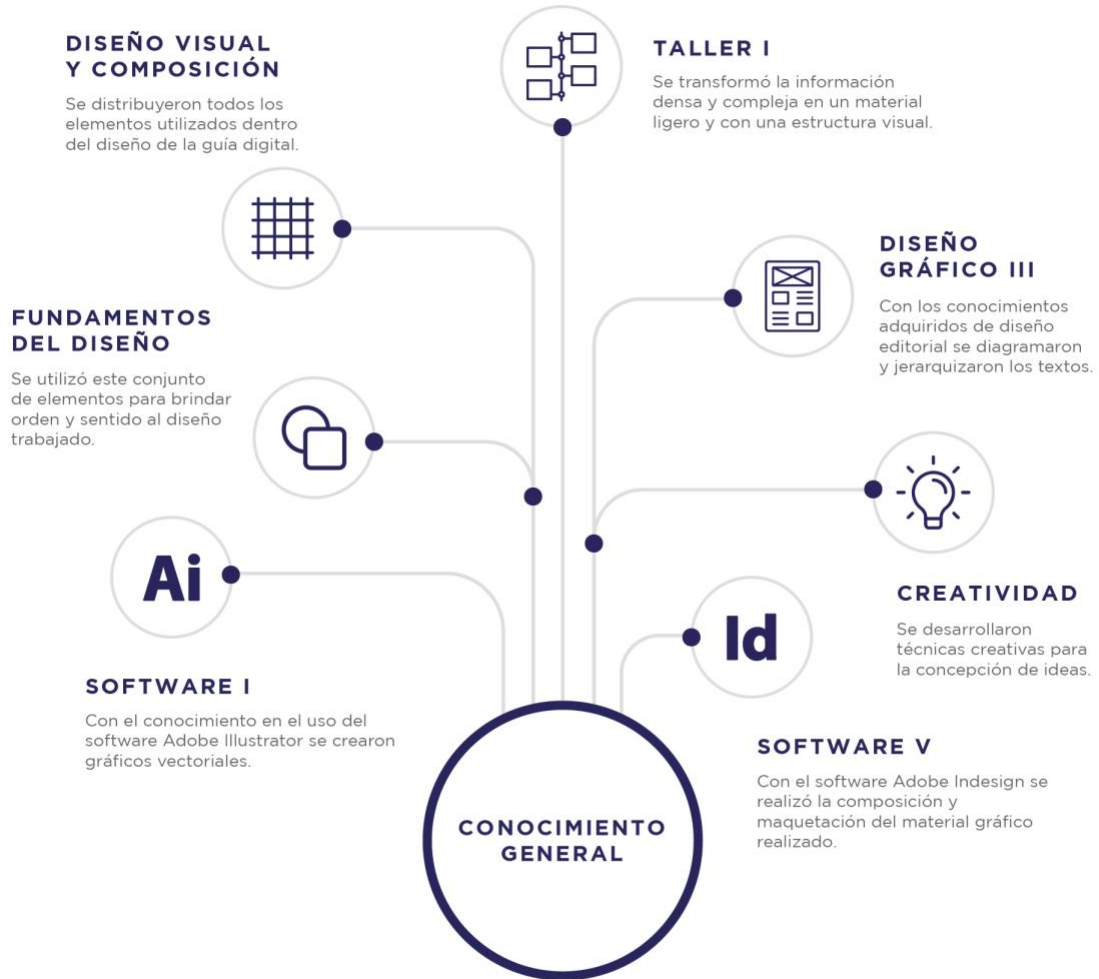 DISEÑO VISUAL
Y COMPOSICIÓN
Se distribuyeron todos los
elementos utilizados dentro
del diseño de la guía digital.
TALLER I
Se transformó la información
densa y compleja en un material
ligero y con una estructura visual.
DISEÑO
GRÁFICO III
Con los conocimientos
adquiridos de diseño
editorial se diagramaron
y jerarquizaron los textos.
FUNDAMENTOS
DEL DISEÑO
Se utilizó este conjunto
de elementos para brindar
orden y sentido al diseño
trabajado.
CREATIVIDAD
Se desarrollaron
técnicas creativas para
la concepción de ideas.
Ai
SOFTWARE I
Con el conocimiento en el uso del
software Adobe Illustrator se crearon
gráficos vectoriales.
Id
SOFTWARE V
Con el software Adobe Indesign se
realizó la composición y
maquetación del material gráfico
realizado.
CONOCIMIENTO
GENERAL